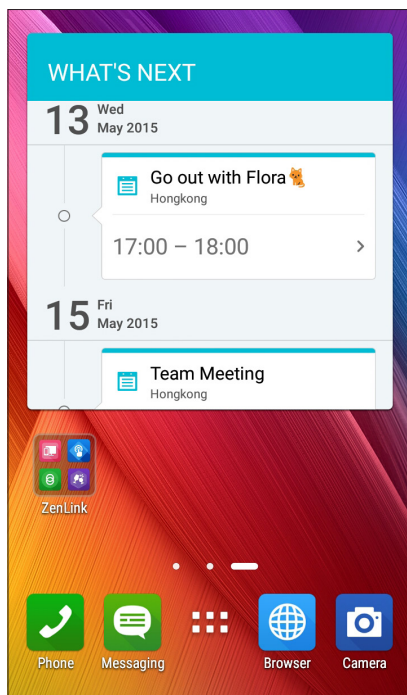 WHAT'S NEXT
13 Wed
May 2015
Go out with Flora🐈
Hongkong
17:00 – 18:00
15 Fri
May 2015
Team Meeting
Hongkong
ZenLink
Phone Messaging Browser Camera